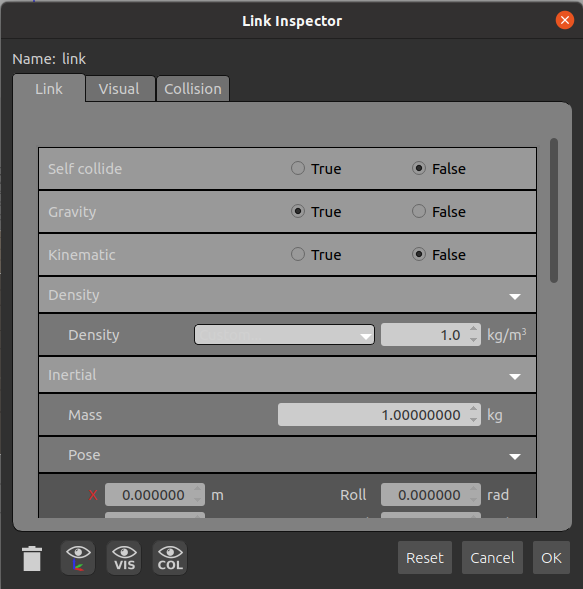 Link Inspector
Name: link
Link Visual Collision
Self collide True False
Gravity True False
Kinematic True False
Density
Density 1.0 kg/m³
Inertial
Mass 1.00000000 kg
Pose
X 0.000000 m Roll 0.000000 rad
VIS COL Reset Cancel OK